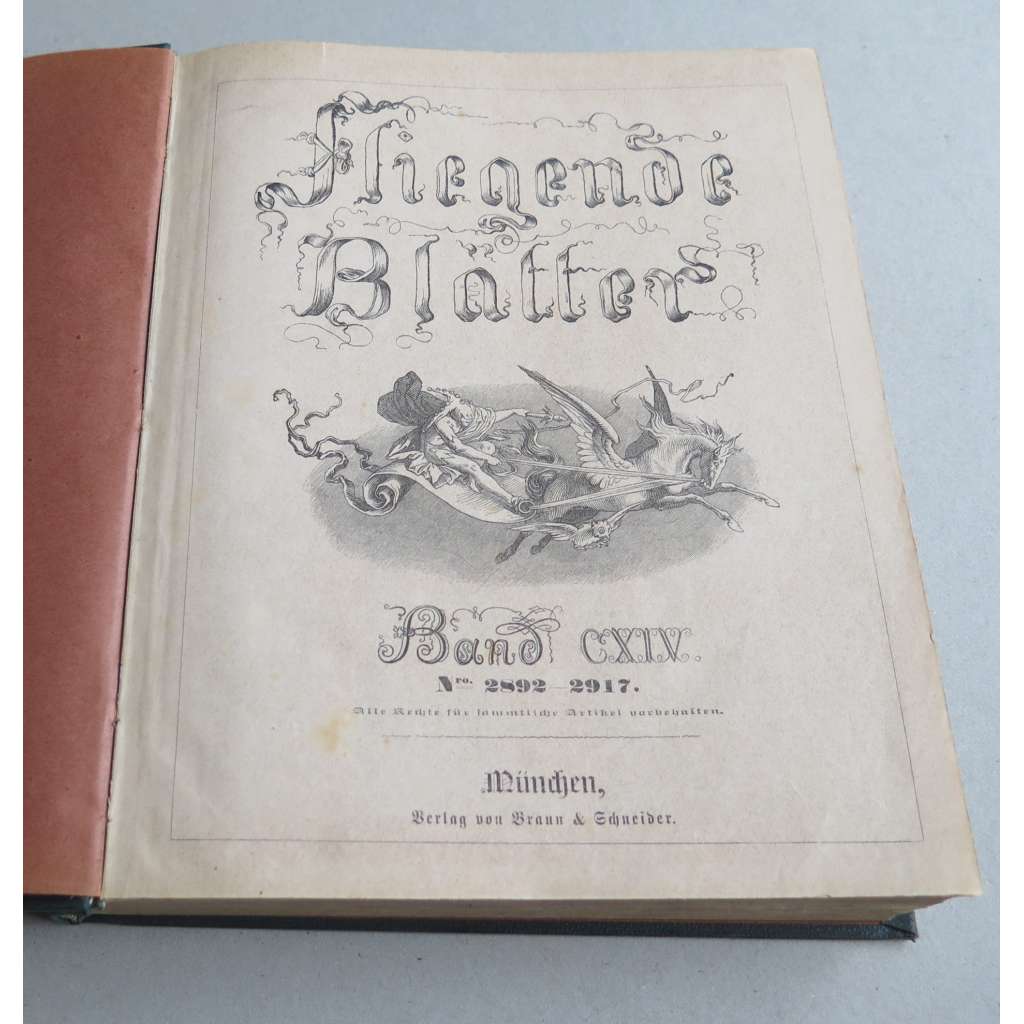 Fliegende
Blätter
Band CXIV.
Nro. 2892–2917.
Alle Rechte für sämmtliche Artikel vorbehalten.
München,
Verlag von Braun & Schneider.